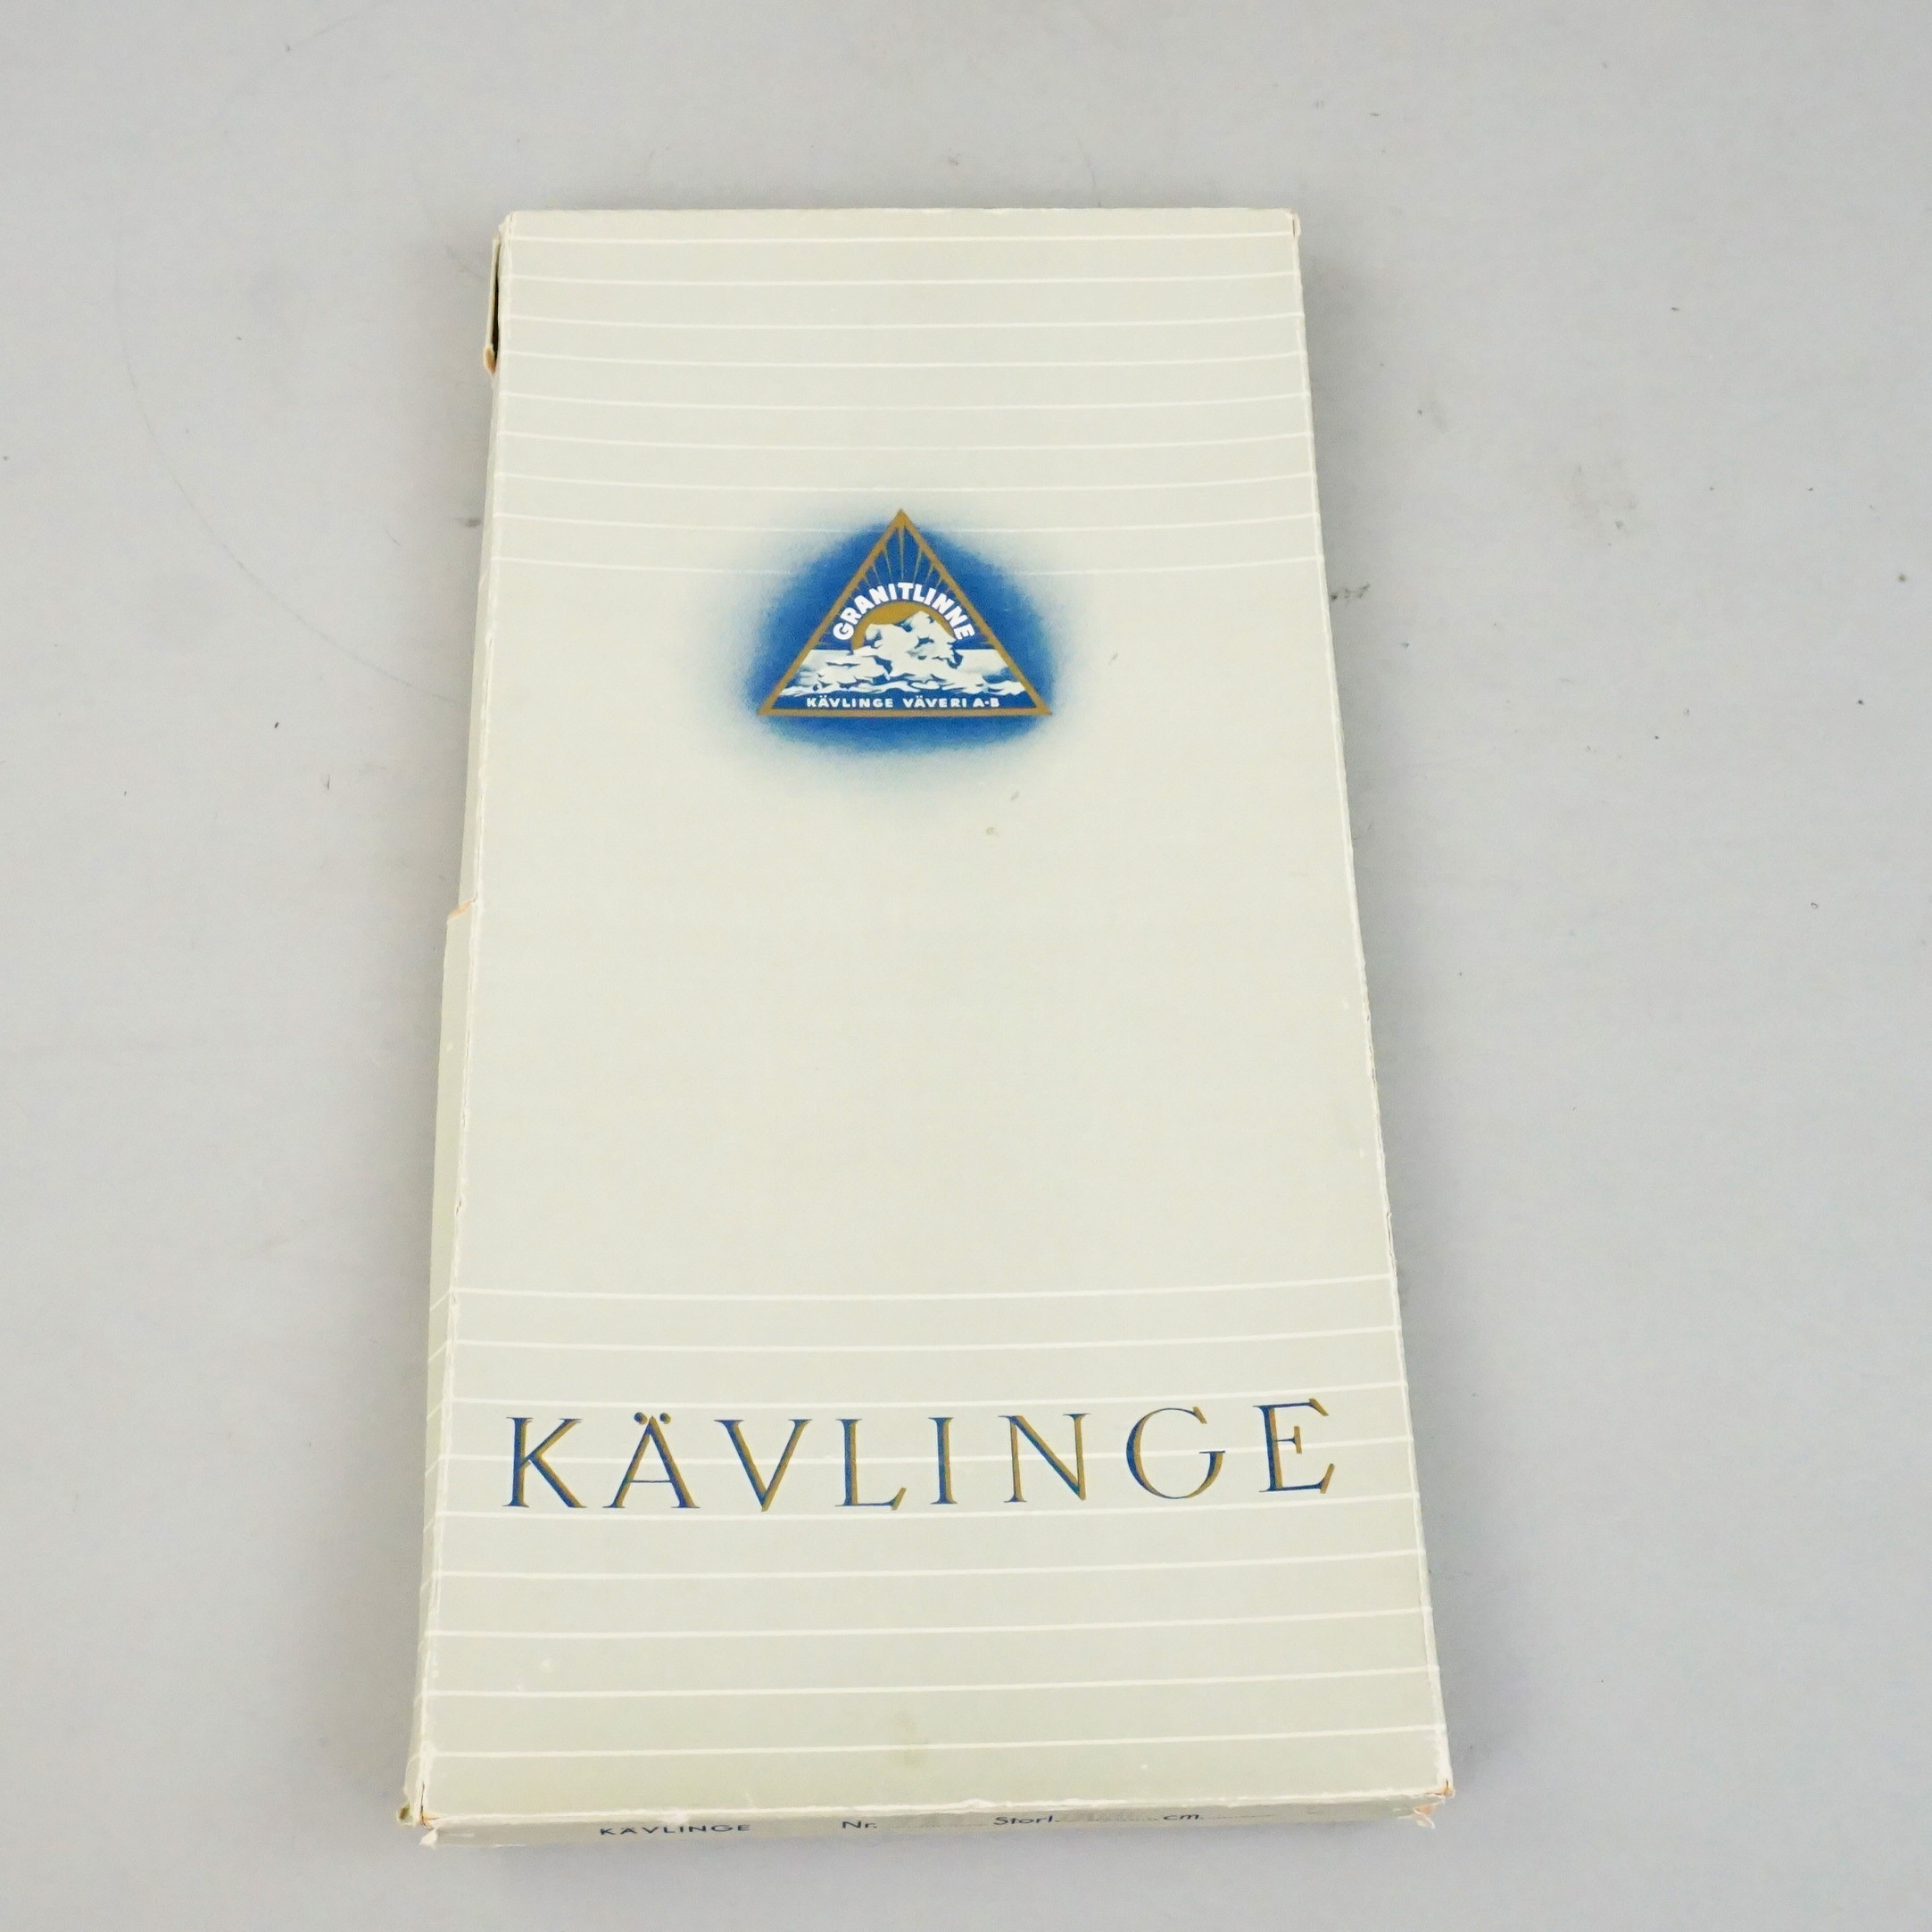 GRANITLINNE
KÄVLINGE VÄVERI A-B
KÄVLINGE
KÄVLINGE Nr. Storl. cm